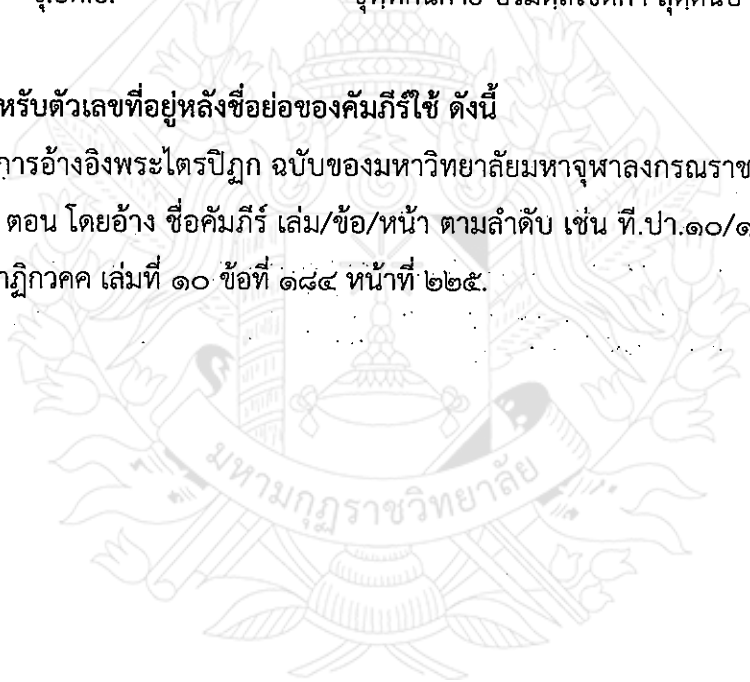 หรับตัวเลขที่อยู่หลังชื่อย่อของคัมภีร์ใช้ ดังนี้
การอ้างอิงพระไตรปิฎก ฉบับของมหาวิทยาลัยมหาจุฬาลงกรณราช
ตอน โดยอ้าง ชื่อคัมภีร์ เล่ม/ข้อ/หน้า ตามลำดับ เช่น ที.ปา.๑๐/๑
าฏิกวคค เล่มที่ ๑๐ ข้อที่ ๑๘๔ หน้าที่ ๒๒๕.
มหามกุฏราชวิทยาลัย